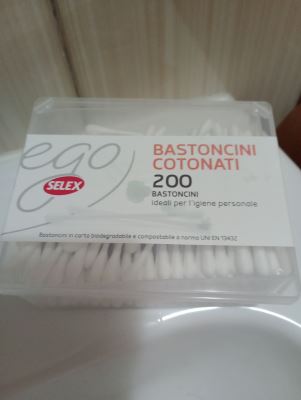 ego
SELEX
BASTONCINI
COTONATI
200
BASTONCINI
ideali per l'igiene personale
Bastoncini in carta biodegradabile e compostabile a norma UNI EN 13432